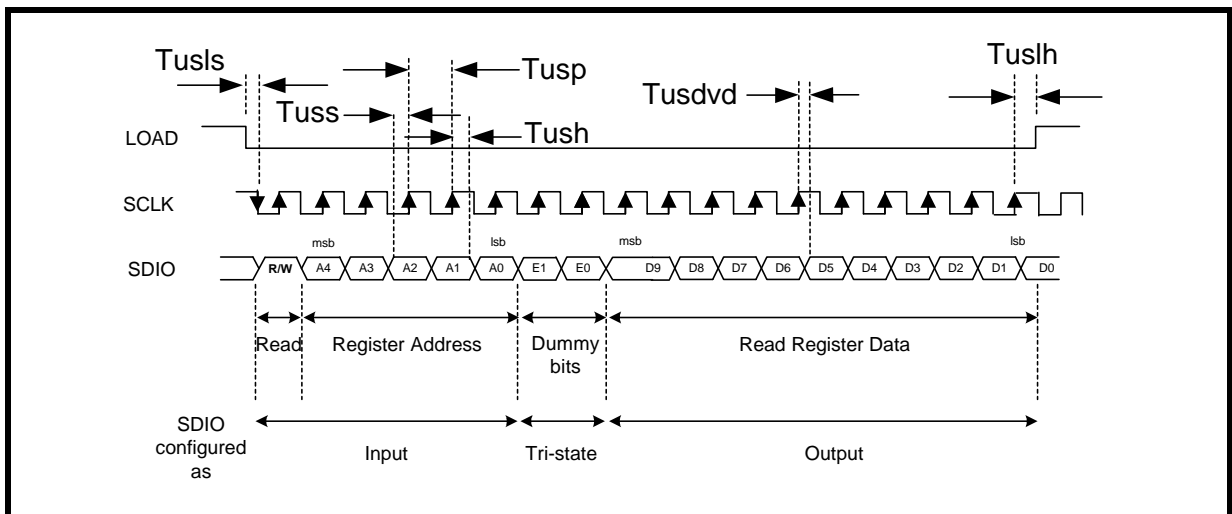 Tusls
Tusp
Tuslh
Tusdvd
Tuss
Tush
LOAD
SCLK
msb lsb msb lsb
SDIO R/W A4 A3 A2 A1 A0 E1 E0 D9 D8 D7 D6 D5 D4 D3 D2 D1 D0
Read Register Address Dummy bits Read Register Data
SDIO
configured
as
Input Tri-state Output